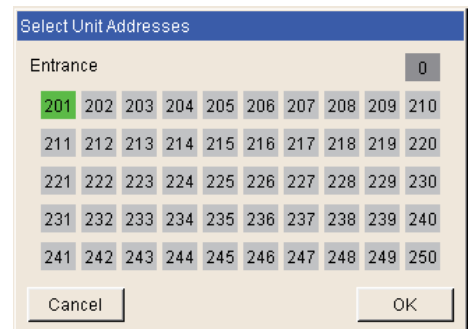 Select Unit Addresses
Entrance 0
201 202 203 204 205 206 207 208 209 210
211 212 213 214 215 216 217 218 219 220
221 222 223 224 225 226 227 228 229 230
231 232 233 234 235 236 237 238 239 240
241 242 243 244 245 246 247 248 249 250
Cancel OK